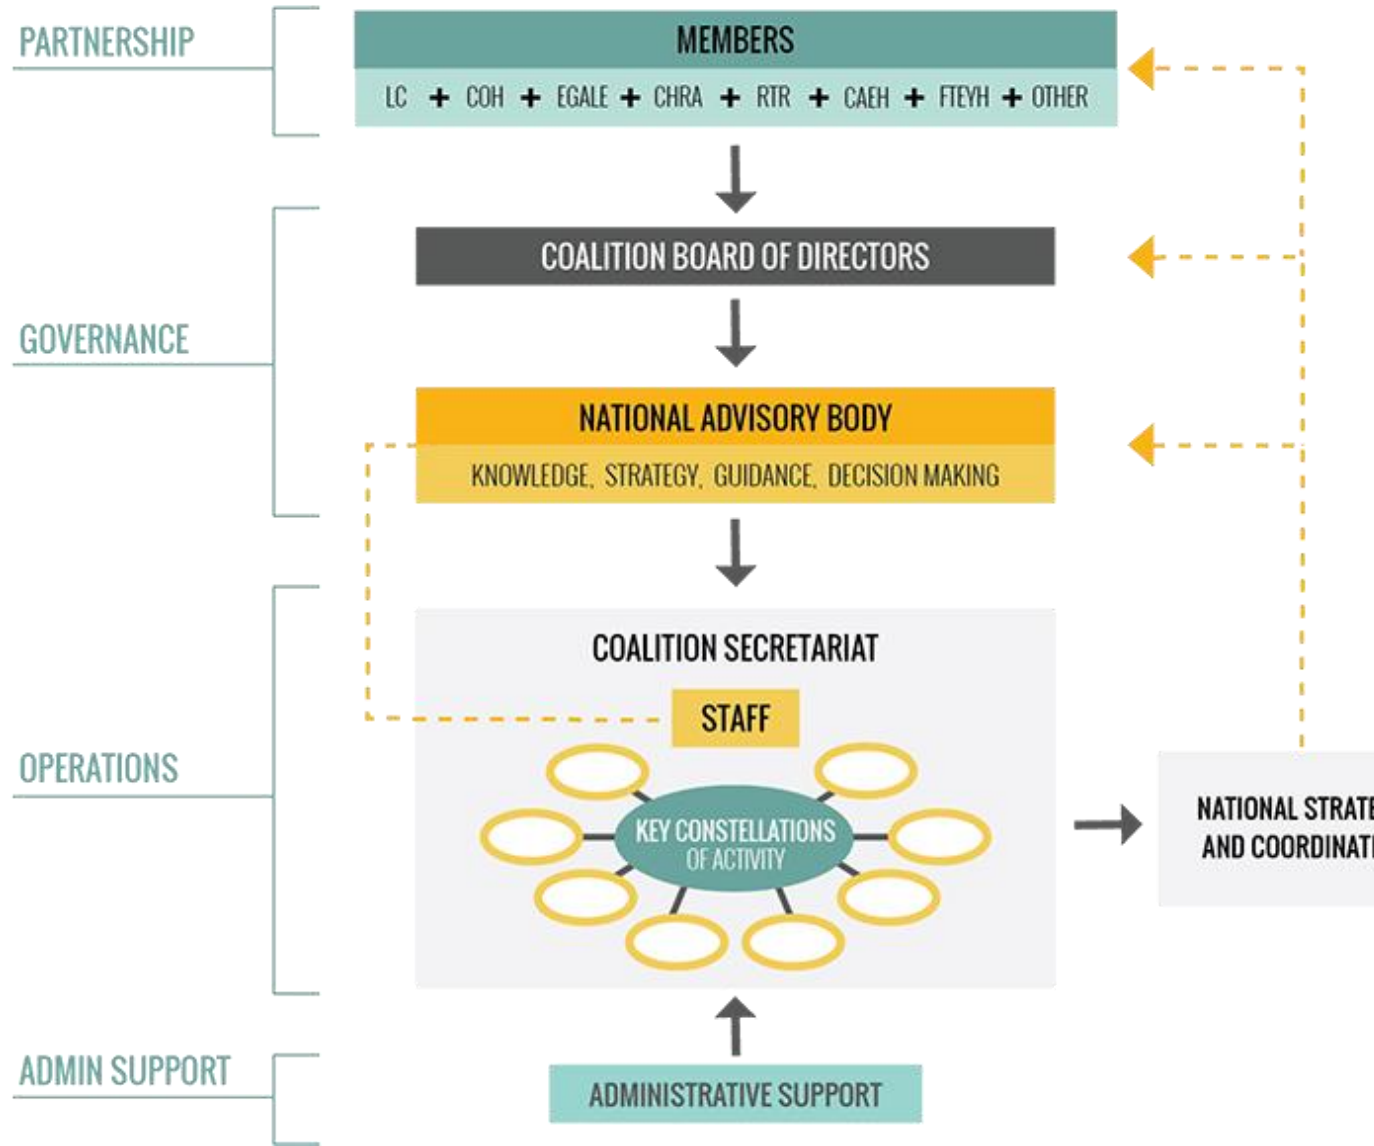 PARTNERSHIP
MEMBERS
LC + COH + EGALE + CHRA + RTR + CAEH + FTEYH + OTHER
GOVERNANCE
COALITION BOARD OF DIRECTORS
NATIONAL ADVISORY BODY
KNOWLEDGE, STRATEGY, GUIDANCE, DECISION MAKING
OPERATIONS
COALITION SECRETARIAT
STAFF
KEY CONSTELLATIONS
OF ACTIVITY
NATIONAL
AND
ADMIN SUPPORT
ADMINISTRATIVE SUPPORT